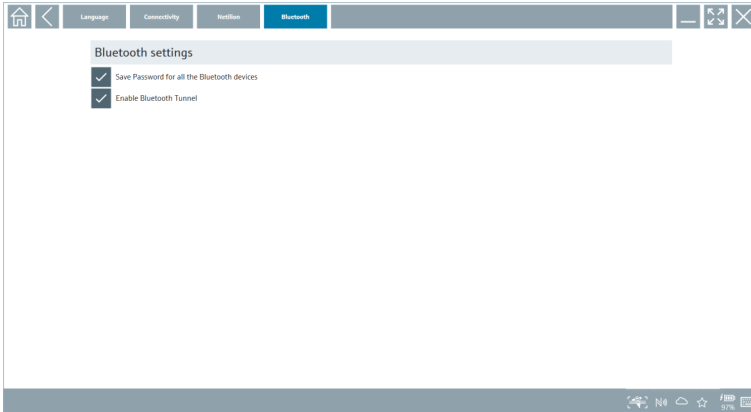 Language Connectivity Netilion Bluetooth
Bluetooth settings
Save Password for all the Bluetooth devices
Enable Bluetooth Tunnel
97%